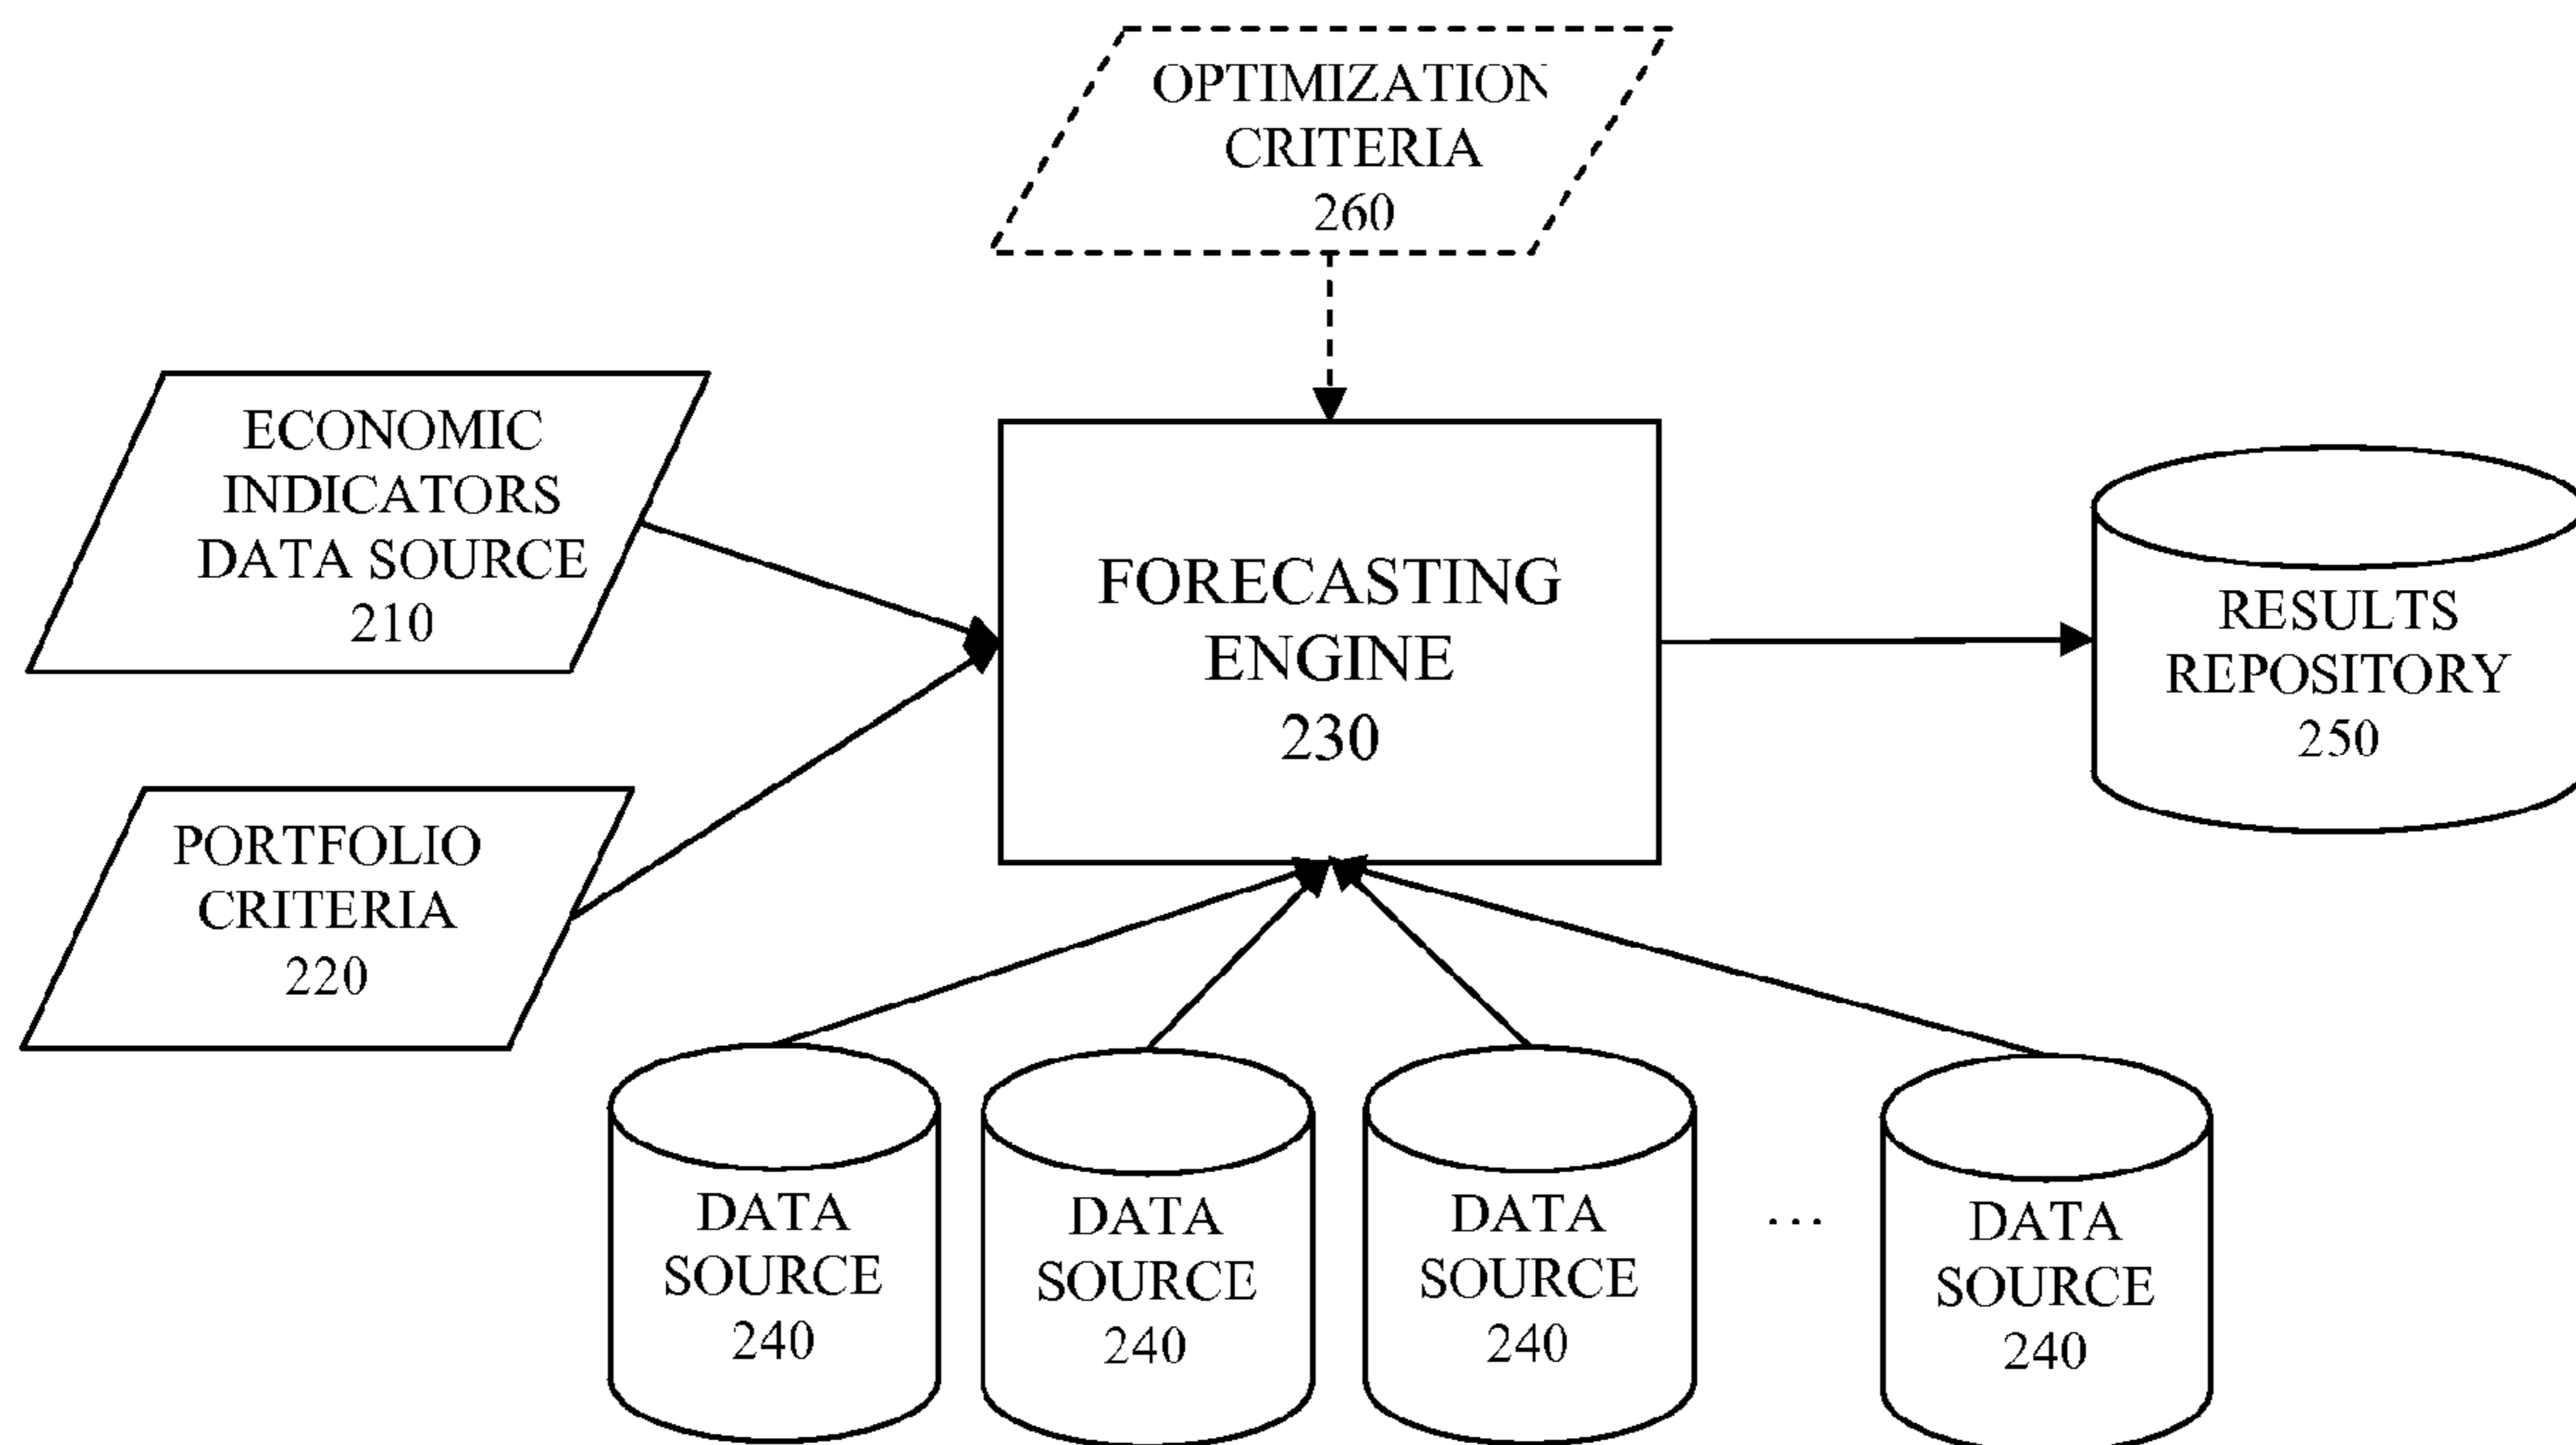 OPTIMIZATION
CRITERIA
260
ECONOMIC
INDICATORS
DATA SOURCE
210
FORECASTING
ENGINE
230
RESULTS
REPOSITORY
250
PORTFOLIO
CRITERIA
220
DATA
SOURCE
240
DATA
SOURCE
240
DATA
SOURCE
240
...
DATA
SOURCE
240